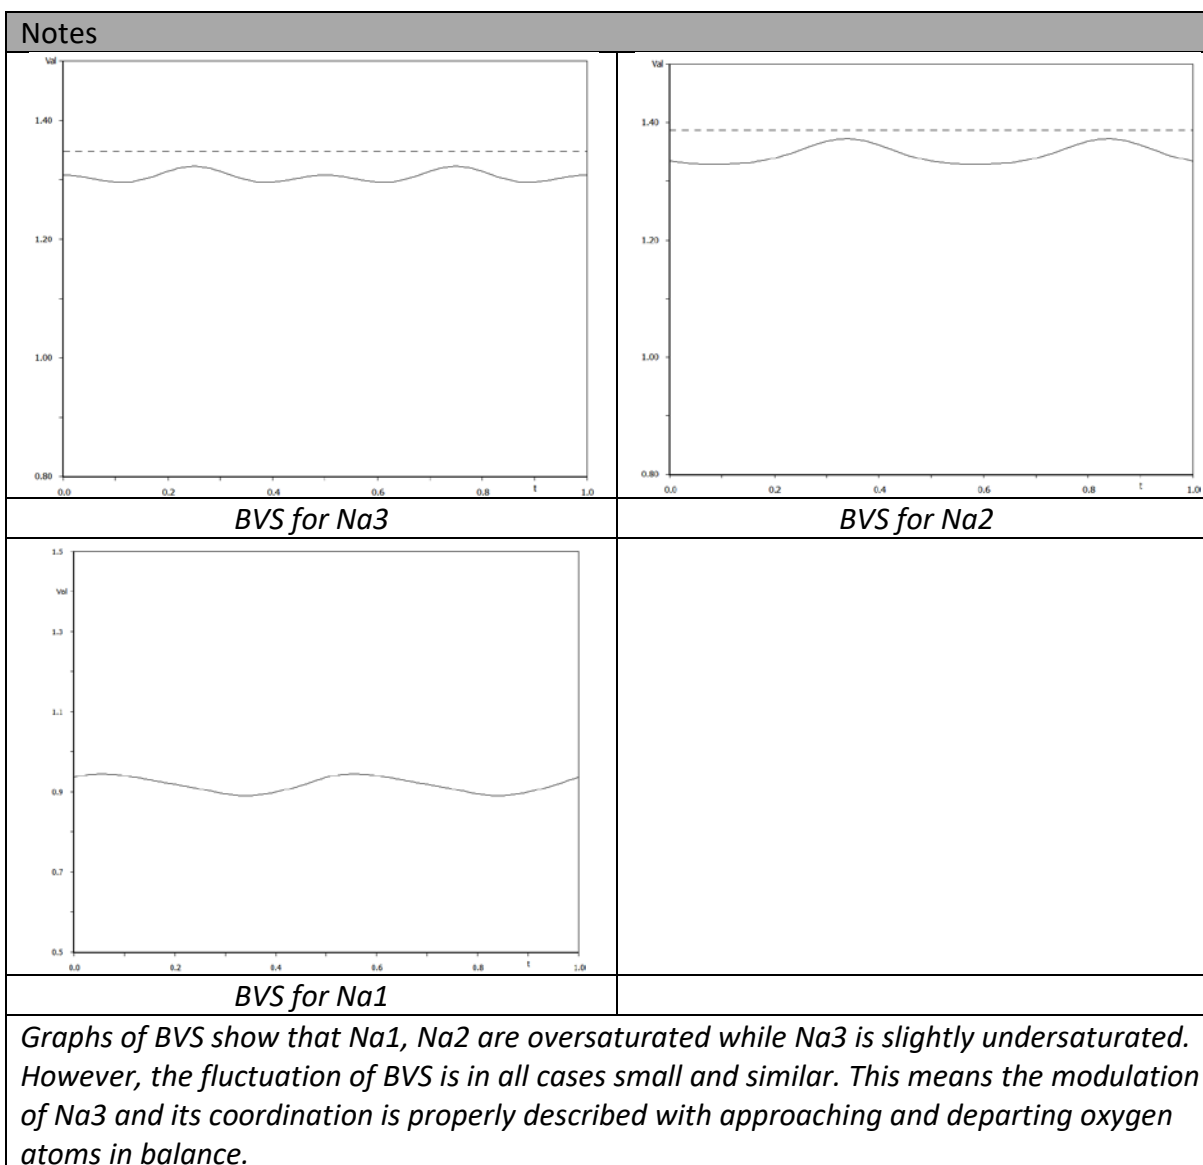 Notes
Val
1.40
1.20
1.00
0.80
0.0 0.2 0.4 0.6 0.8 t 1.0
Val
1.40
1.20
1.00
0.80
0.0 0.2 0.4 0.6 0.8 t 1.0
BVS for Na3
BVS for Na2
1.5
Val
1.3
1.1
0.9
0.7
0.5
0.0 0.2 0.4 0.6 0.8 t 1.0
BVS for Na1
Graphs of BVS show that Na1, Na2 are oversaturated while Na3 is slightly undersaturated.
However, the fluctuation of BVS is in all cases small and similar. This means the modulation
of Na3 and its coordination is properly described with approaching and departing oxygen
atoms in balance.